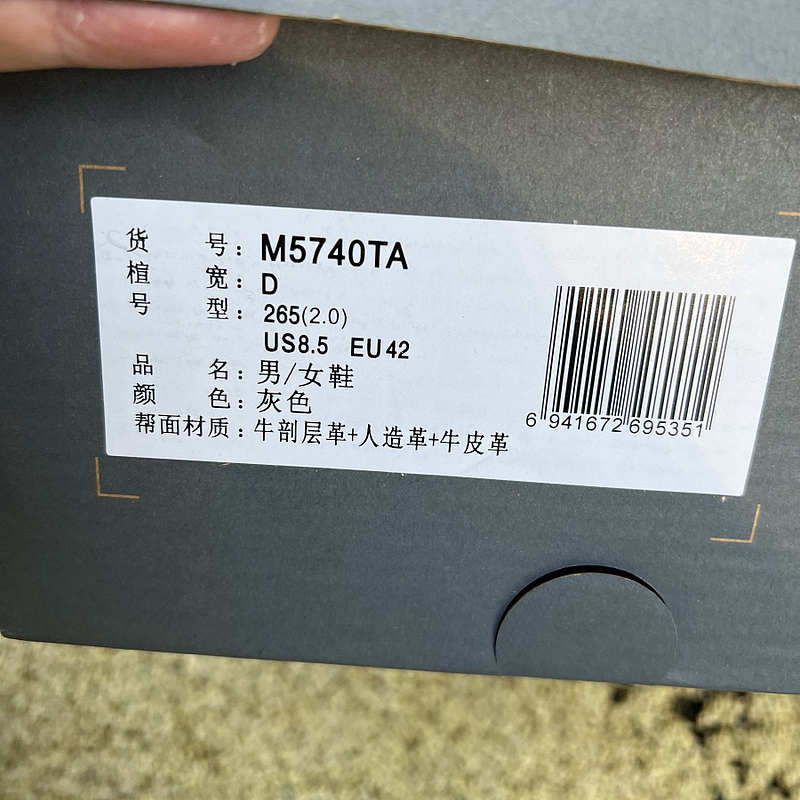 货 号：M5740TA
楦 宽：D
号 型：265(2.0)
US8.5 EU42
品 名：男/女鞋
颜 色：灰色
帮面材质：牛剖层革+人造革+牛皮革
6 941672 695351